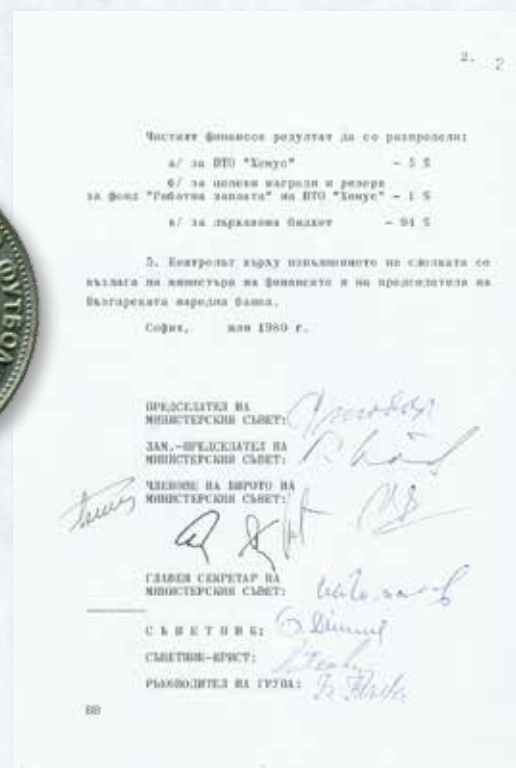 2. 2
Чистият финансов резултат да се разпредели:
а/ за ВТО "Хемус" - 5 %
б/ за целеви награди и резерв
за фонд "Работна заплата" на ВТО "Хемус" - 1 %
в/ за държавния бюджет - 94 %
5. Контролът върху изпълнението на сделката се
възлага на министъра на финансите и на председателя на
Българската народна банка.
София, юли 1980 г.
ПРЕДСЕДАТЕЛ НА
МИНИСТЕРСКИЯ СЪВЕТ:
ЗАМ.-ПРЕДСЕДАТЕЛ НА
МИНИСТЕРСКИЯ СЪВЕТ:
ЧЛЕНОВЕ НА БЮРОТО НА
МИНИСТЕРСКИЯ СЪВЕТ:
ГЛАВЕН СЕКРЕТАР НА
МИНИСТЕРСКИЯ СЪВЕТ:
СЪВЕТНИК:
СЪВЕТНИК-ЮРИСТ:
РЪКОВОДИТЕЛ НА ГРУПА:
ВВ
ФУТБОЛ